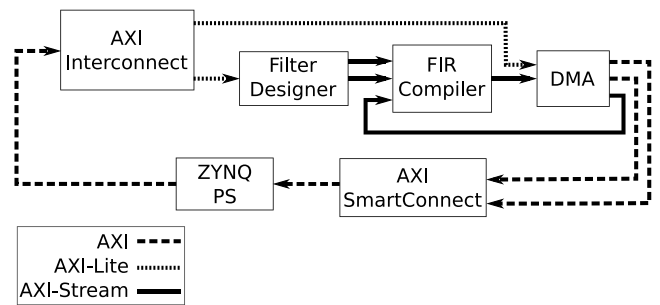 AXI
Interconnect
Filter
Designer
FIR
Compiler
DMA
ZYNQ
PS
AXI
SmartConnect
AXI
AXI-Lite
AXI-Stream